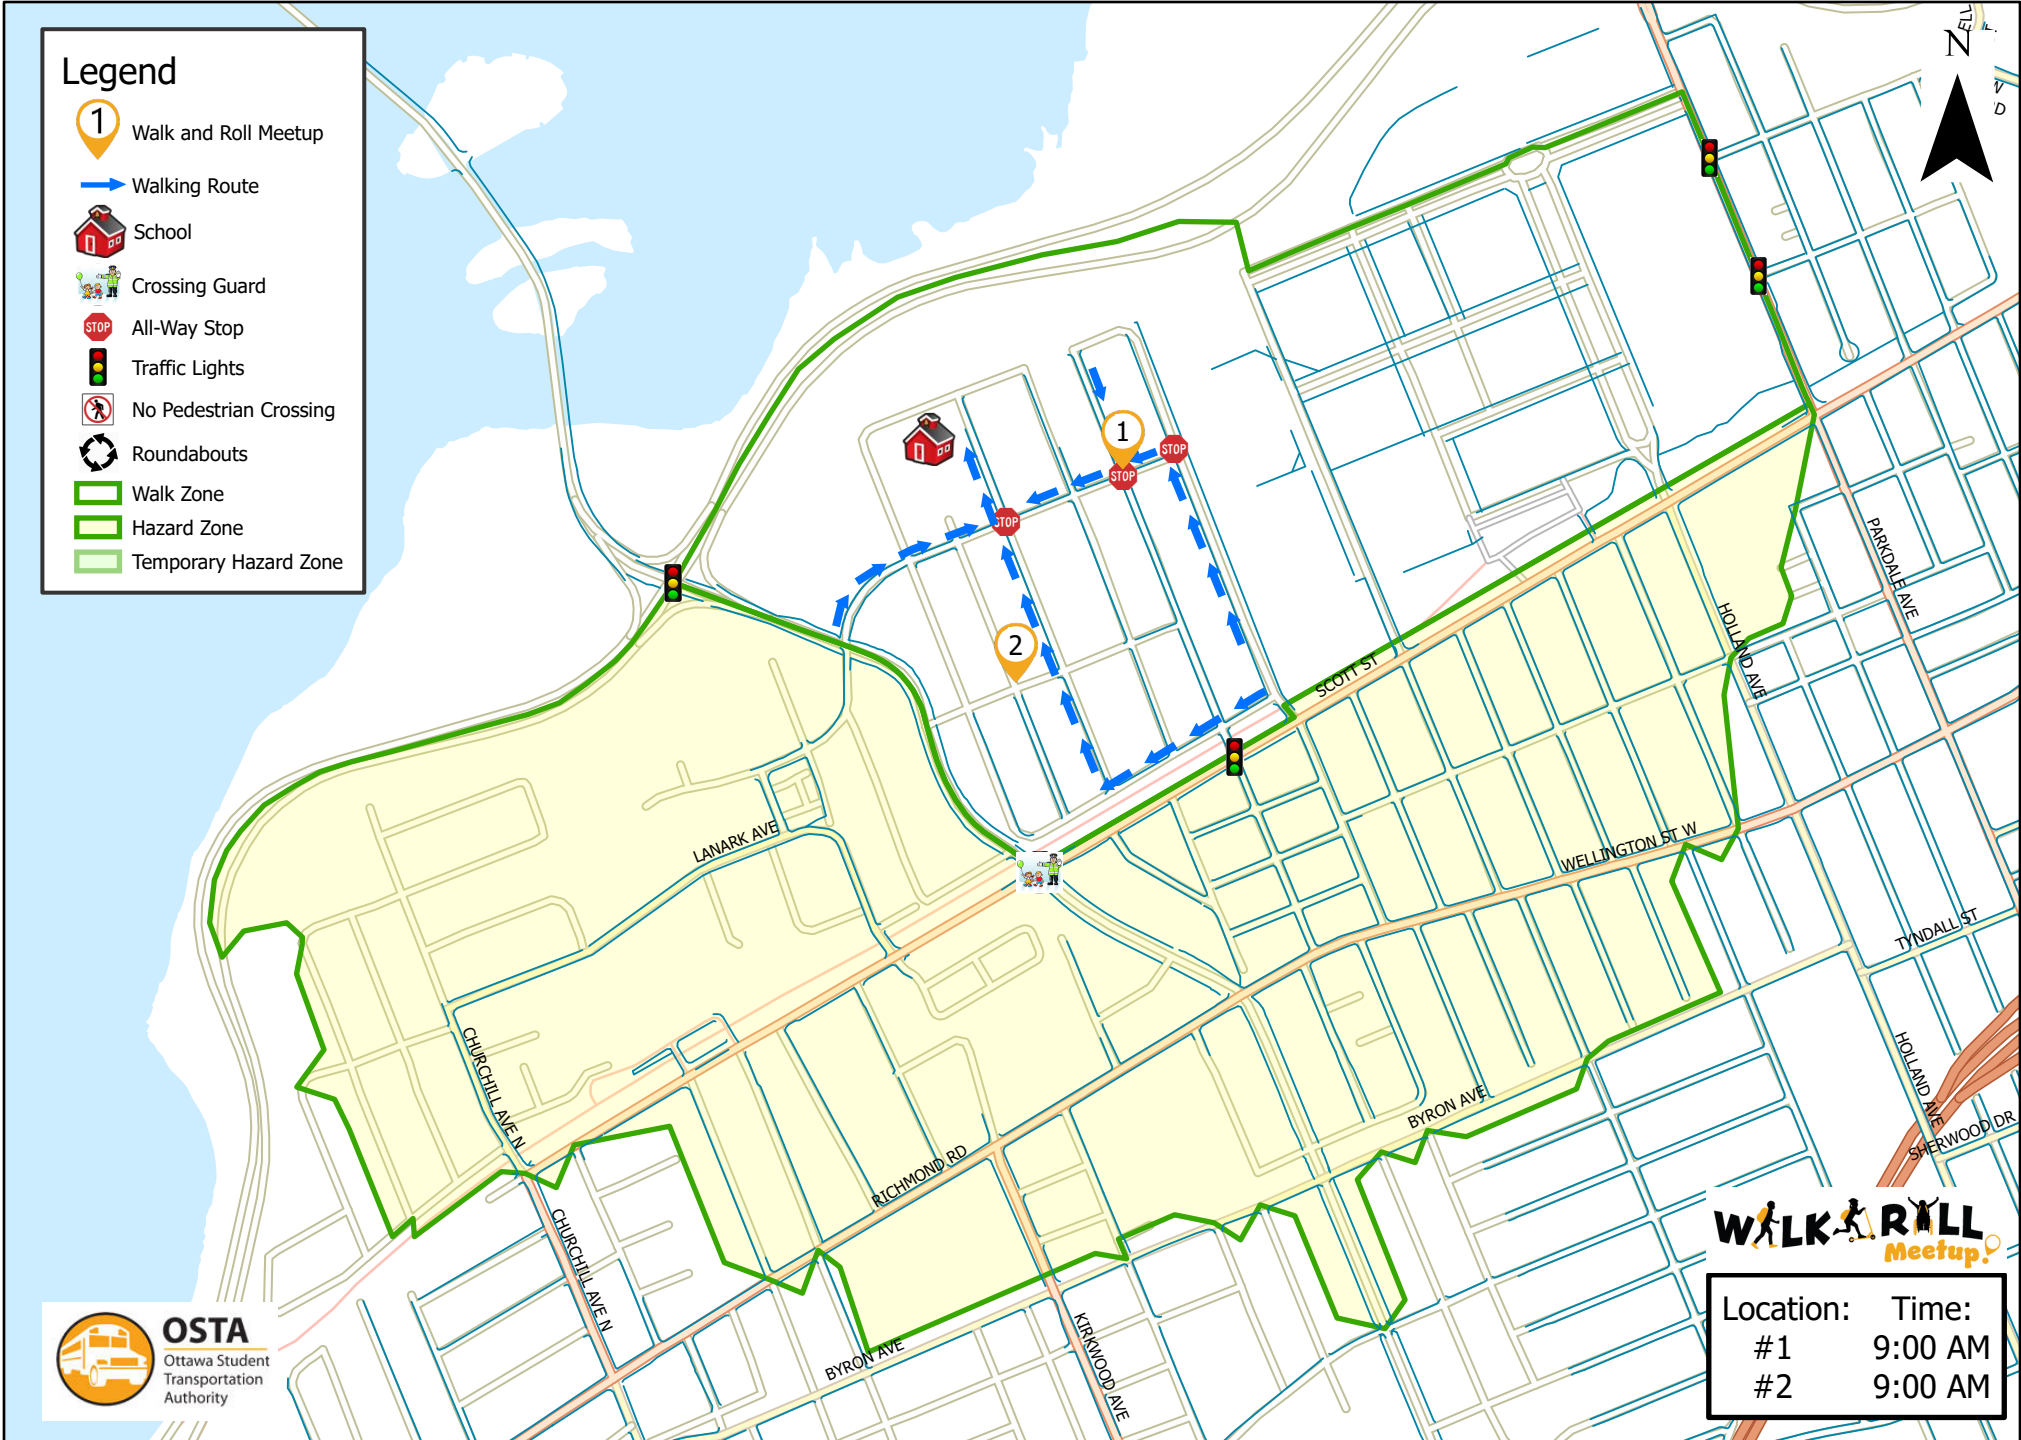 Legend
1
Walk and Roll Meetup
Walking Route
School
Crossing Guard
STOP
All-Way Stop
Traffic Lights
No Pedestrian Crossing
Roundabouts
Walk Zone
Hazard Zone
Temporary Hazard Zone
N
1
STOP
STOP
STOP
2
SCOTT ST
PARKDALE AVE
HOLLAND AVE
LANARK AVE
WELLINGTON ST W
TYNDALL ST
CHURCHILL AVE N
HOLLAND AVE
BYRON AVE
SHERWOOD DR
RICHMOND RD
CHURCHILL AVE N
KIRKWOOD AVE
BYRON AVE
WALK & ROLL
Meetup!
Location: Time:
#1 9:00 AM
#2 9:00 AM
OSTA
Ottawa Student
Transportation
Authority